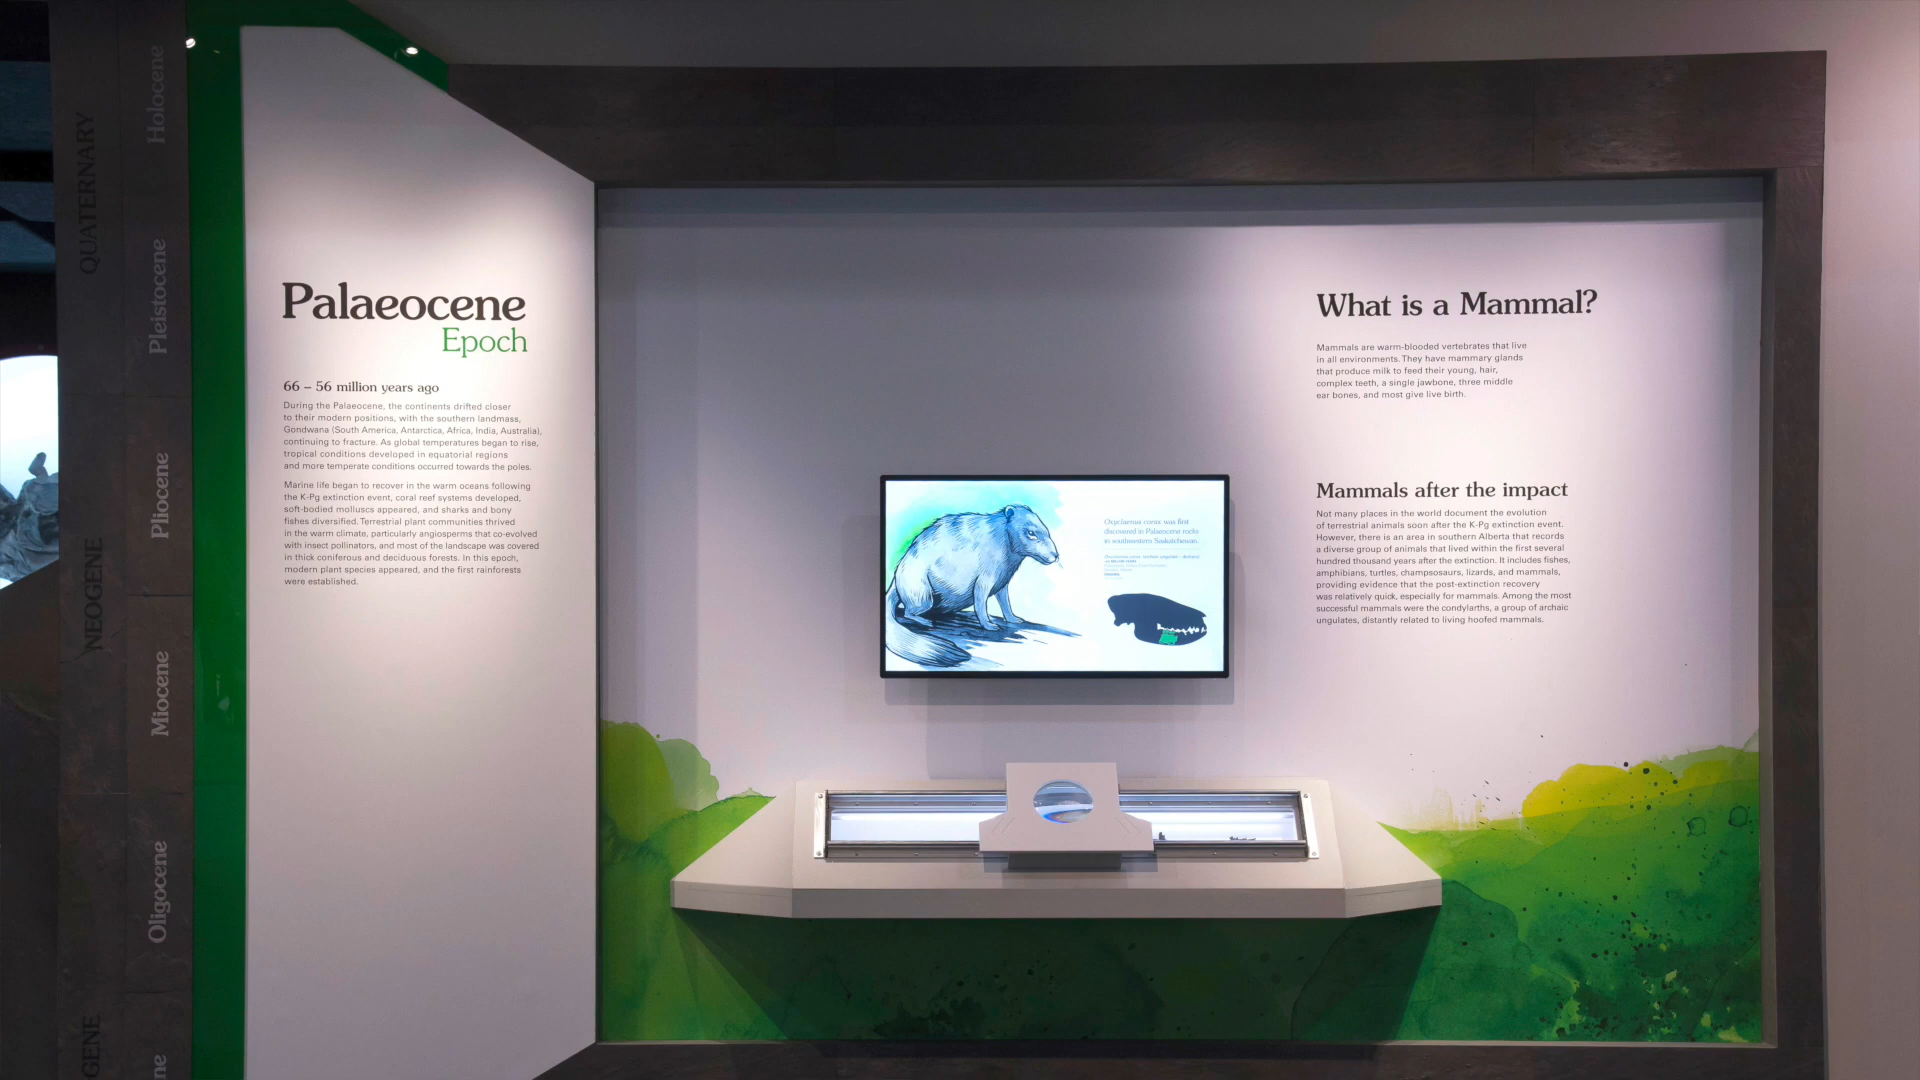 QUATERNARY
Holocene
Pleistocene
Pliocene
NEOGENE
Miocene
Oligocene
GENE
ne
Palaeocene
Epoch
66 – 56 million years ago
During the Palaeocene, the continents drifted closer
to their modern positions, with the southern landmass,
Gondwana (South America, Antarctica, Africa, India, Australia),
continuing to fracture. As global temperatures began to rise,
tropical conditions developed in equatorial regions
and more temperate conditions occurred towards the poles.
Marine life began to recover in the warm oceans following
the K-Pg extinction event, coral reef systems developed,
soft-bodied molluscs appeared, and sharks and bony
fishes diversified. Terrestrial plant communities thrived
in the warm climate, particularly angiosperms that co-evolved
with insect pollinators, and most of the landscape was covered
in thick coniferous and deciduous forests. In this epoch,
modern plant species appeared, and the first rainforests
were established.
Oxyclaenus corax was first
discovered in Palaeocene rocks
in southwestern Saskatchewan.
What is a Mammal?
Mammals are warm-blooded vertebrates that live
in all environments. They have mammary glands
that produce milk to feed their young, hair,
complex teeth, a single jawbone, three middle
ear bones, and most give live birth.
Mammals after the impact
Not many places in the world document the evolution
of terrestrial animals soon after the K-Pg extinction event.
However, there is an area in southern Alberta that records
a diverse group of animals that lived within the first several
hundred thousand years after the extinction. It includes fishes,
amphibians, turtles, champsosaurs, lizards, and mammals,
providing evidence that the post-extinction recovery
was relatively quick, especially for mammals. Among the most
successful mammals were the condylarths, a group of archaic
ungulates, distantly related to living hoofed mammals.